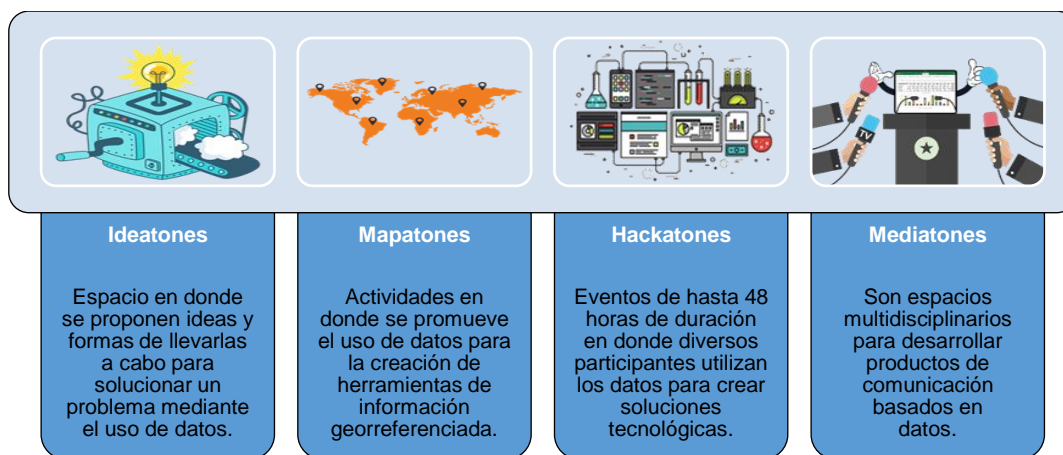 TV
Ideatones
Espacio en donde
se proponen ideas y
formas de llevarlas
a cabo para
solucionar un
problema mediante
el uso de datos.
Mapatones
Actividades en
donde se promueve
el uso de datos para
la creación de
herramientas de
información
georreferenciada.
Hackatones
Eventos de hasta 48
horas de duración
en donde diversos
participantes utilizan
los datos para crear
soluciones
tecnológicas.
Mediatones
Son espacios
multidisciplinarios
para desarrollar
productos de
comunicación
basados en
datos.